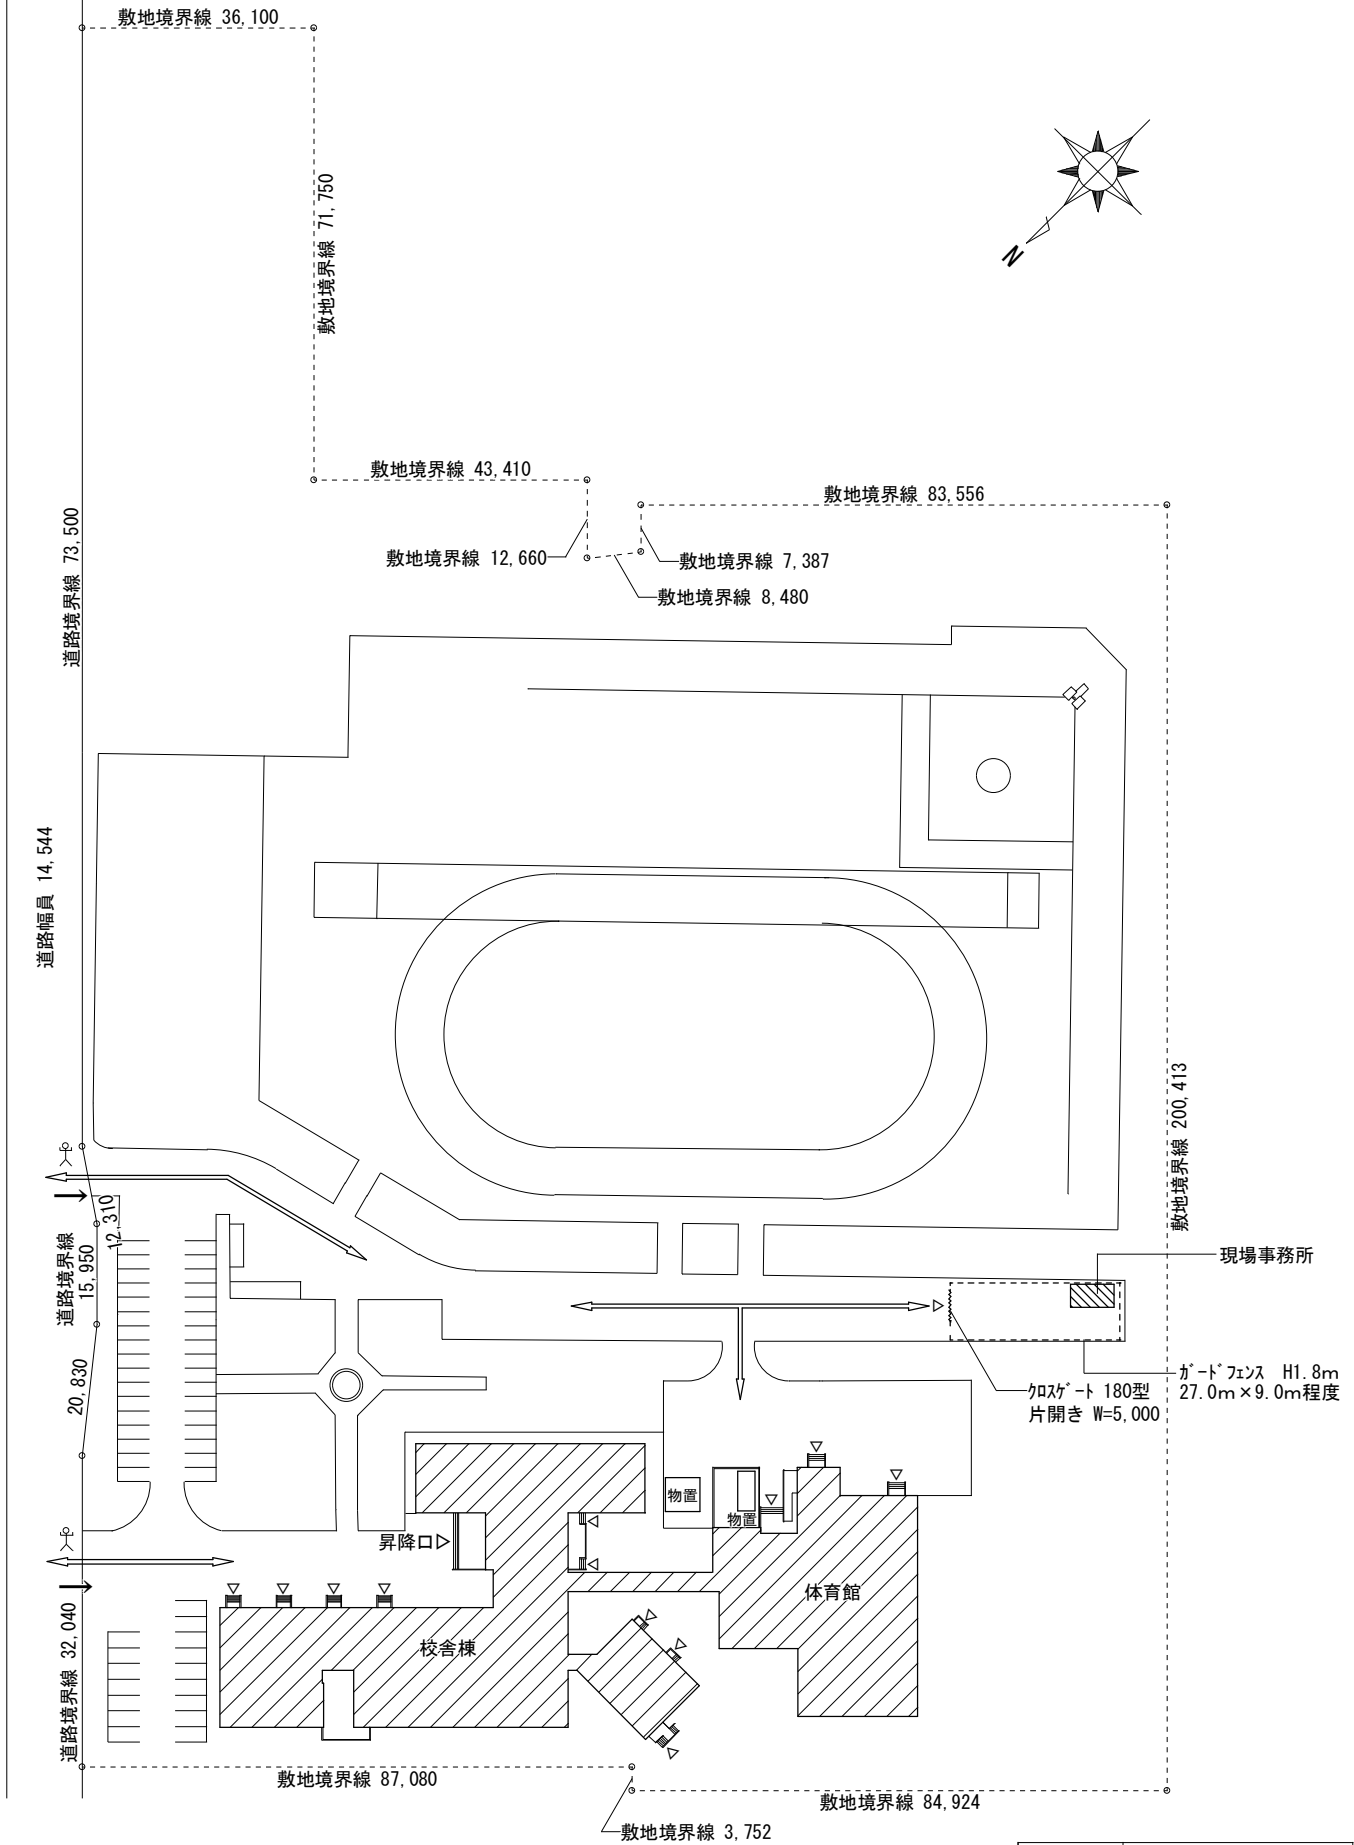 敷地境界線 36,100
敷地境界線 71,750
N
敷地境界線 43,410
敷地境界線 83,556
道路境界線 73,500
敷地境界線 12,660
敷地境界線 7,387
敷地境界線 8,480
道路幅員 14,544
敷地境界線 200,413
12,310
道路境界線
15,950
現場事務所
20,830
ｶﾞｰﾄﾞﾌｪﾝｽ H1.8m
27.0m×9.0m程度
ｸﾛｽｹﾞｰﾄ 180型
片開き W=5,000
物置
物置
昇降口
体育館
校舎棟
道路境界線 32,040
敷地境界線 87,080
敷地境界線 84,924
敷地境界線 3,752